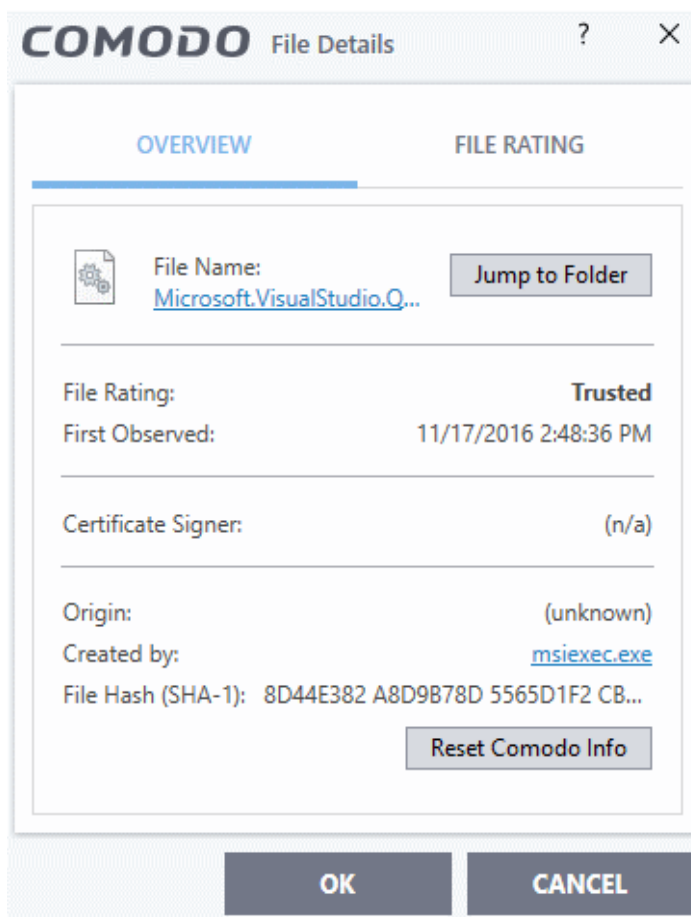 COMODO File Details ? ×
OVERVIEW FILE RATING
File Name: Jump to Folder
Microsoft.VisualStudio.Q...
File Rating: Trusted
First Observed: 11/17/2016 2:48:36 PM
Certificate Signer: (n/a)
Origin: (unknown)
Created by: msiexec.exe
File Hash (SHA-1): 8D44E382 A8D9B78D 5565D1F2 CB...
Reset Comodo Info
OK CANCEL